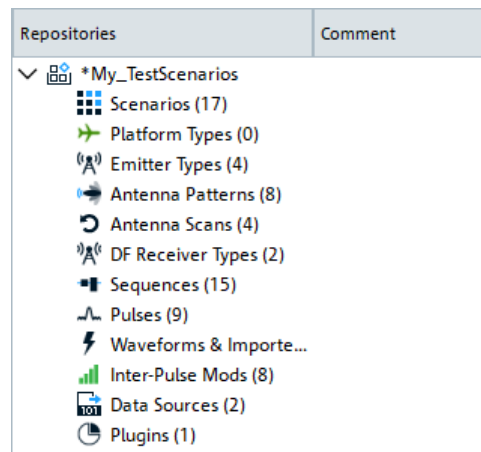 Repositories Comment
*My_TestScenarios
Scenarios (17)
Platform Types (0)
Emitter Types (4)
Antenna Patterns (8)
Antenna Scans (4)
DF Receiver Types (2)
Sequences (15)
Pulses (9)
Waveforms & Importe...
Inter-Pulse Mods (8)
101 Data Sources (2)
Plugins (1)